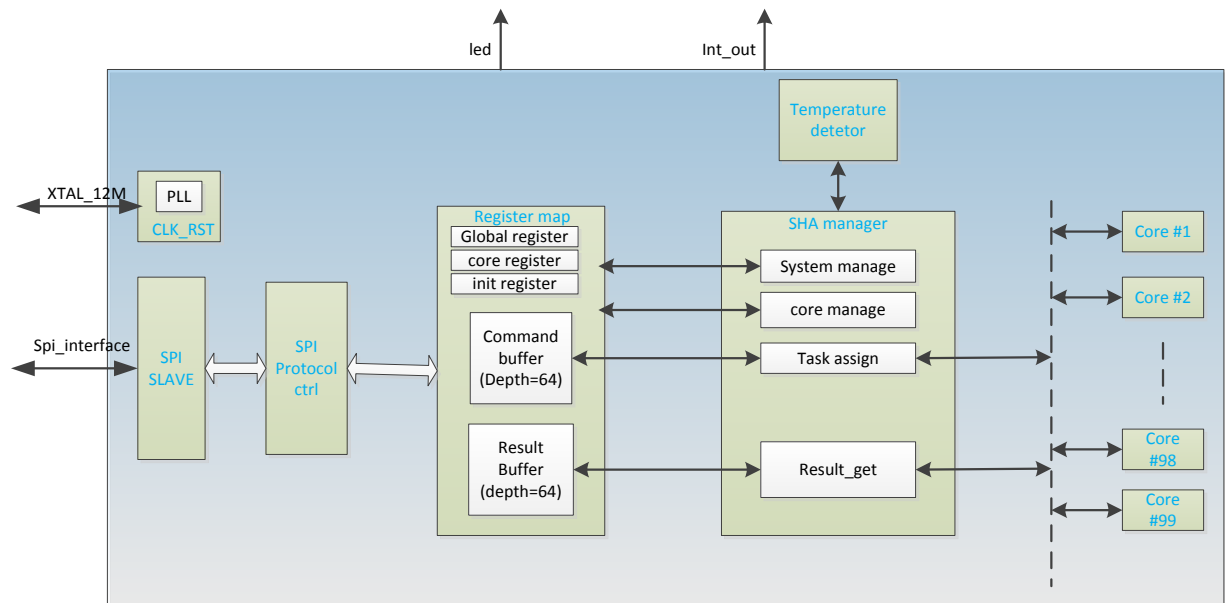 led
Int_out
Temperature
detetor
XTAL_12M
PLL
CLK_RST
Register map
Global register
core register
init register
SHA manager
System manage
core manage
Core #1
Core #2
Spi_interface
SPI
SLAVE
SPI
Protocol
ctrl
Command
buffer
(Depth=64)
Task assign
Result
Buffer
(depth=64)
Result_get
Core
#98
Core
#99